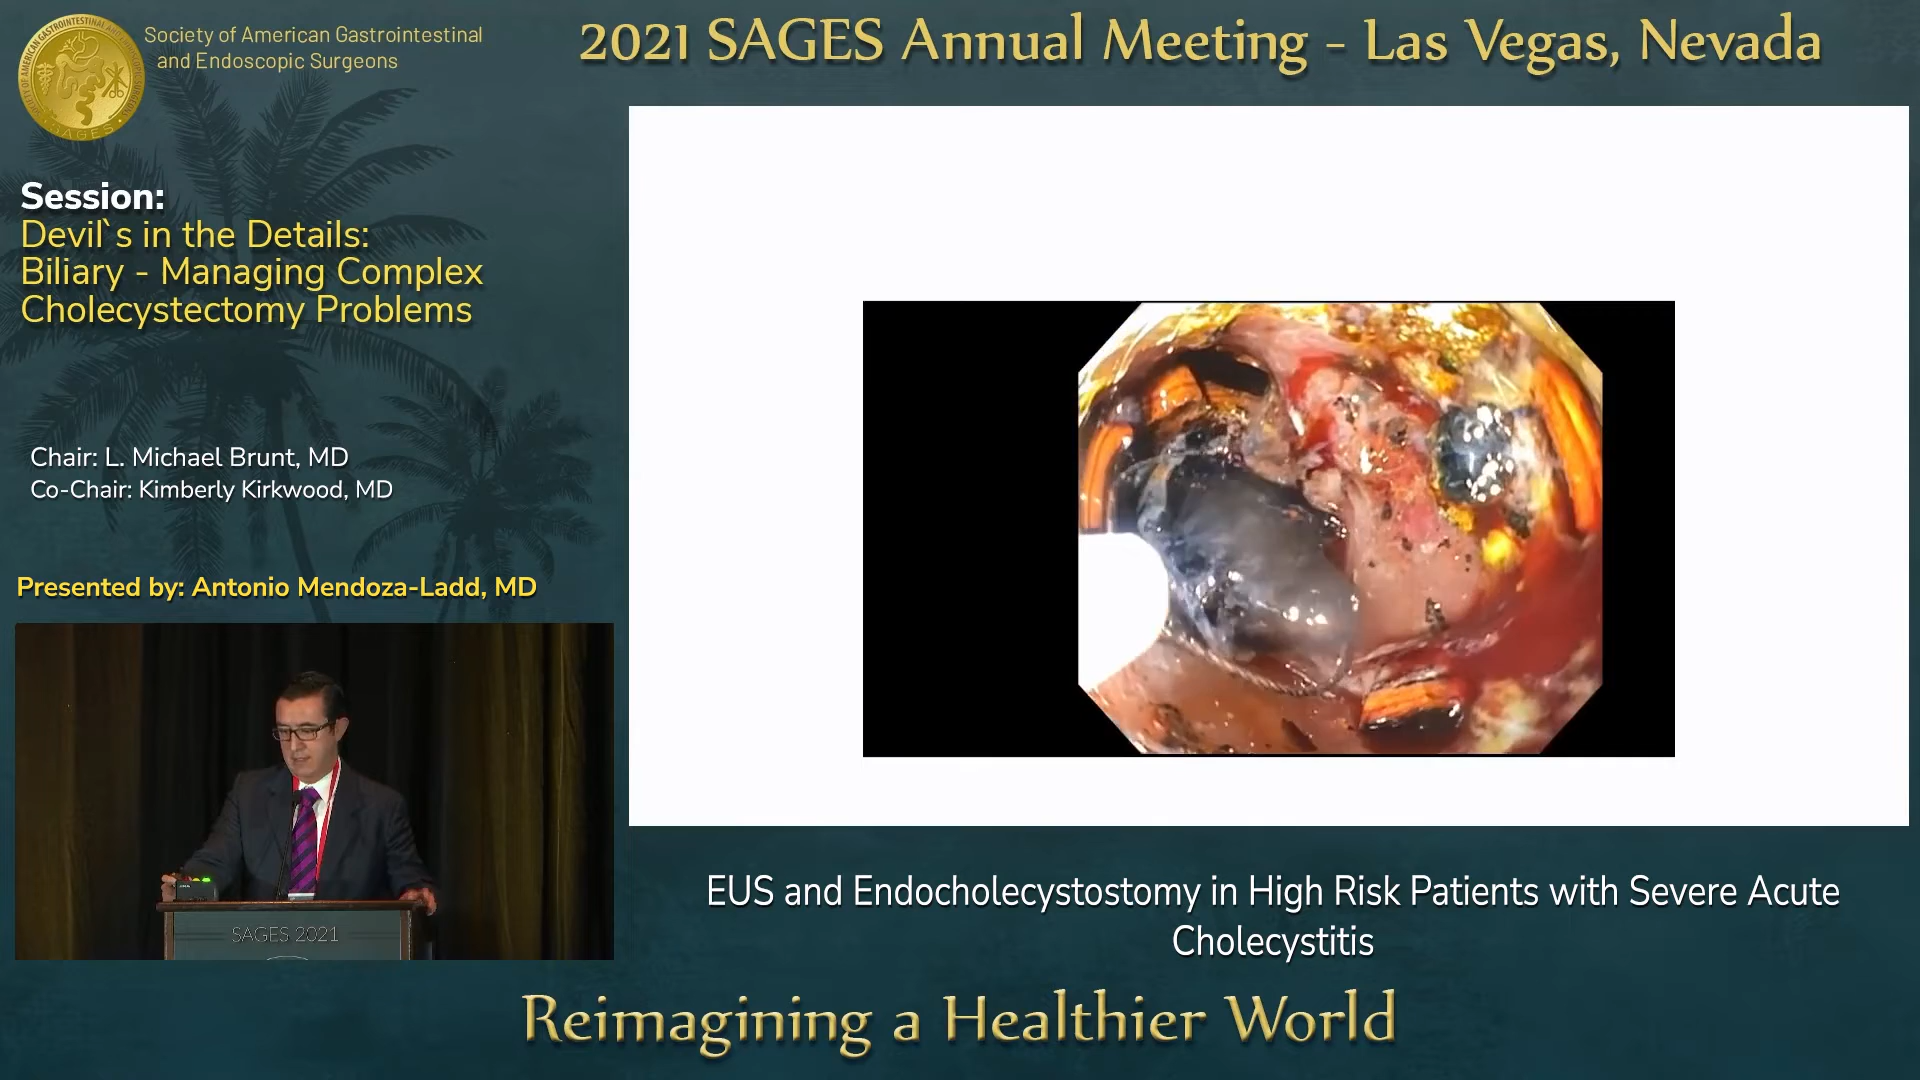 Society of American Gastrointestinal
and Endoscopic Surgeons
2021 SAGES Annual Meeting - Las Vegas, Nevada
SAGES
Session:
Devil`s in the Details:
Biliary - Managing Complex
Cholecystectomy Problems
Chair: L. Michael Brunt, MD
Co-Chair: Kimberly Kirkwood, MD
Presented by: Antonio Mendoza-Ladd, MD
SAGES 2021
EUS and Endocholecystostomy in High Risk Patients with Severe Acute
Cholecystitis
Reimagining a Healthier World